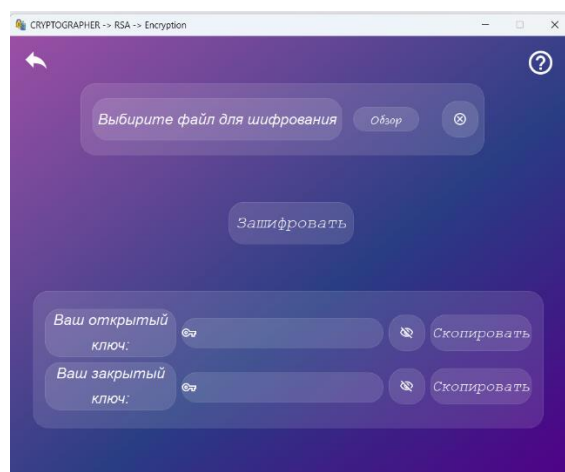 CRYPTOGRAPHER -> RSA -> Encryption
Выбирите файл для шифрования
Обзор
Зашифровать
Ваш открытый
ключ:
Скопировать
Ваш закрытый
ключ:
Скопировать